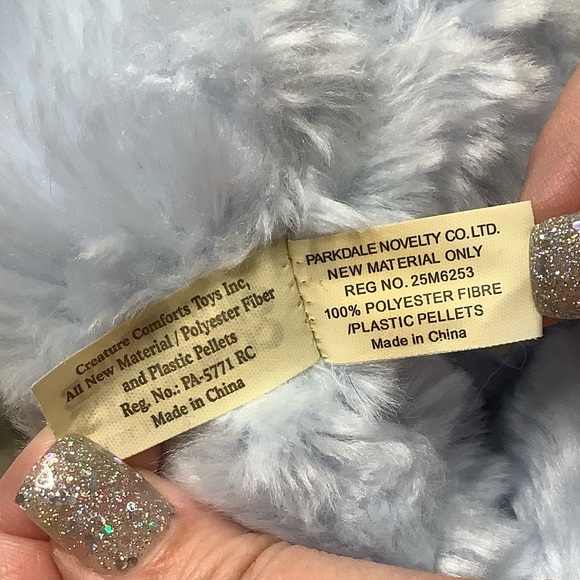 Creature Comforts Toys Inc,
All New Material / Polyester Fiber
and Plastic Pellets
Reg. No.: PA-5771 RC
Made in China
PARKDALE NOVELTY CO.LTD.
NEW MATERIAL ONLY
REG NO. 25M6253
100% POLYESTER FIBRE
/PLASTIC PELLETS
Made in China